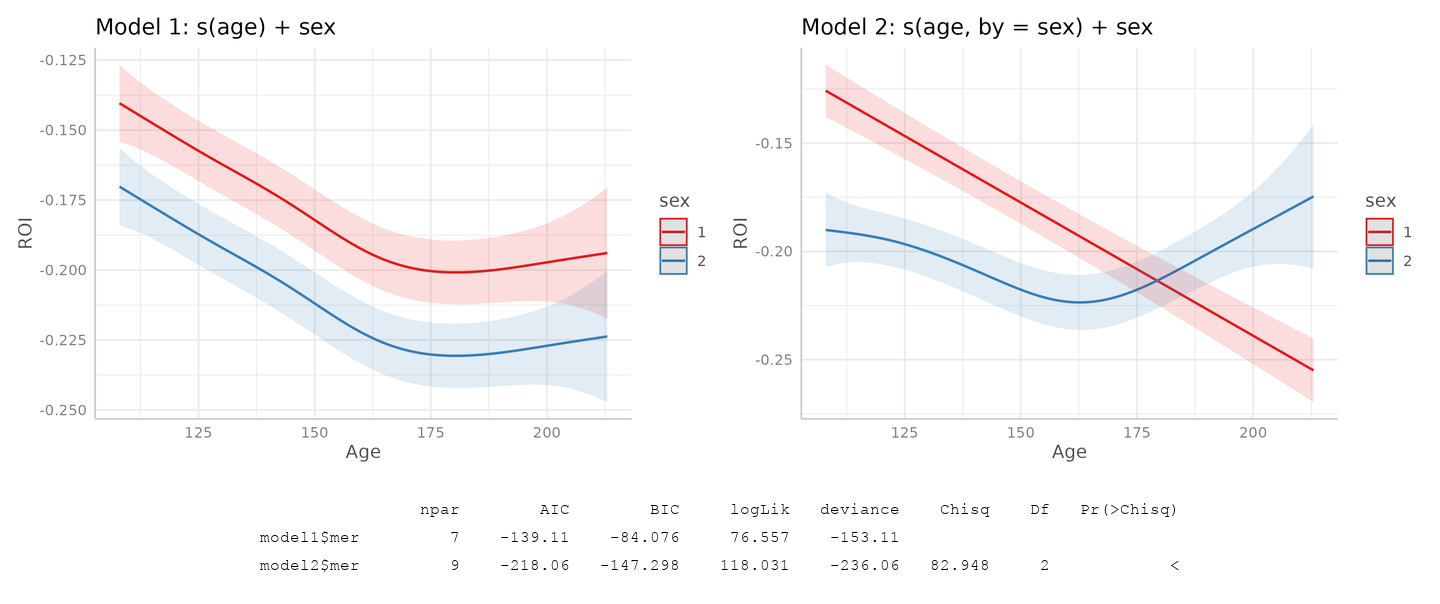 Model 1: s(age) + sex
-0.125
-0.150
-0.175
-0.200
-0.225
-0.250
ROI
125 150 175 200
Age
sex
1
2
Model 2: s(age, by = sex) + sex
-0.15
-0.20
-0.25
ROI
125 150 175 200
Age
sex
1
2
npar AIC BIC logLik deviance Chisq Df Pr(>Chisq)
model1$mer 7 -139.11 -84.076 76.557 -153.11
model2$mer 9 -218.06 -147.298 118.031 -236.06 82.948 2 <